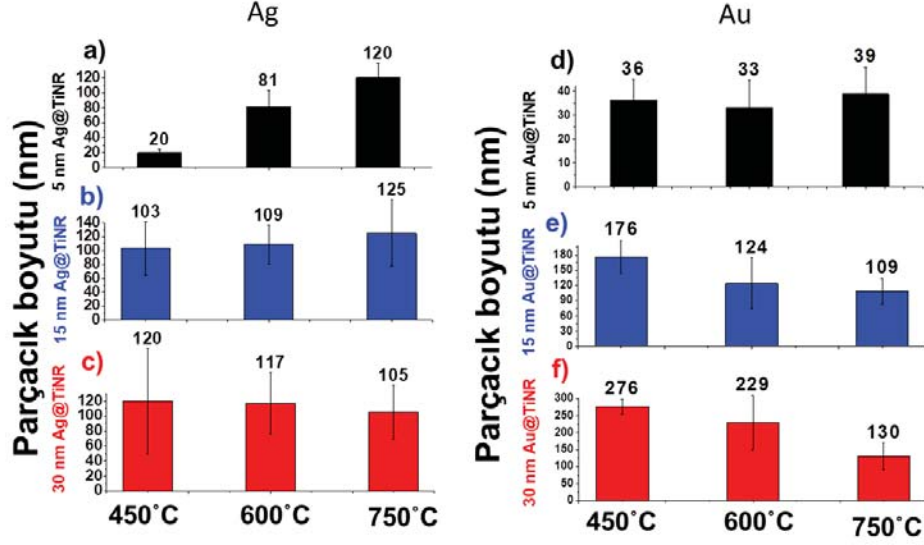 Ag
Au
Parçacık boyutu (nm)
a)
5 nm Ag@TiNR
120
100
80
60
40
20
0
20
81
120
b)
15 nm Ag@TiNR
140
120
100
80
60
40
20
0
103
109
125
c)
30 nm Ag@TiNR
120
100
80
60
40
20
0
120
117
105
450°C
600°C
750°C
Parçacık boyutu (nm)
d)
5 nm Au@TiNR
40
30
20
10
0
36
33
39
e)
15 nm Au@TiNR
180
150
120
90
60
30
0
176
124
109
f)
30 nm Au@TiNR
300
250
200
150
100
50
0
276
229
130
450°C
600°C
750°C